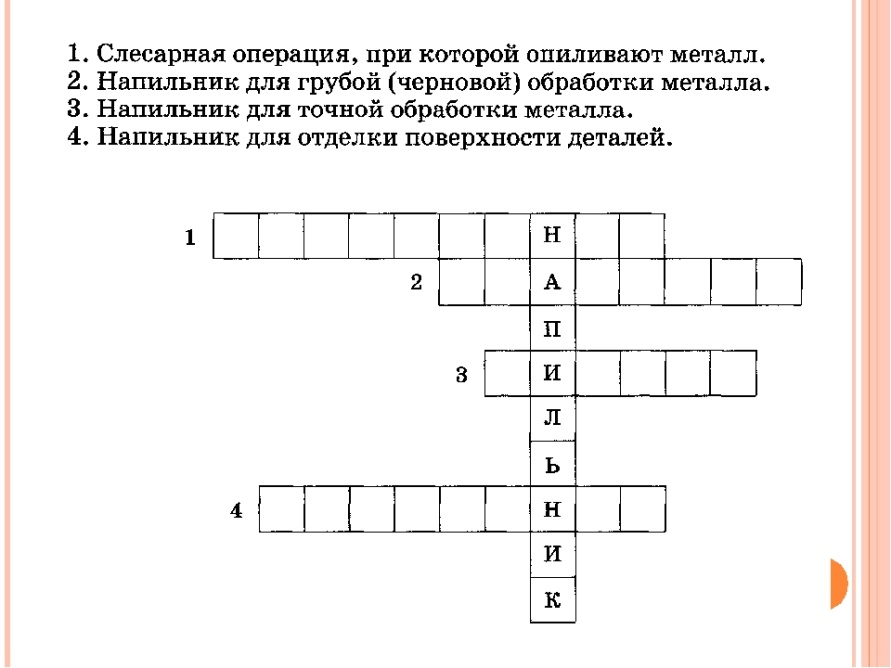 1. Слесарная операция, при которой опиливают металл.
2. Напильник для грубой (черновой) обработки металла.
3. Напильник для точной обработки металла.
4. Напильник для отделки поверхности деталей.
1 Н
2 А
П
3 И
Л
Ь
4 Н
И
К